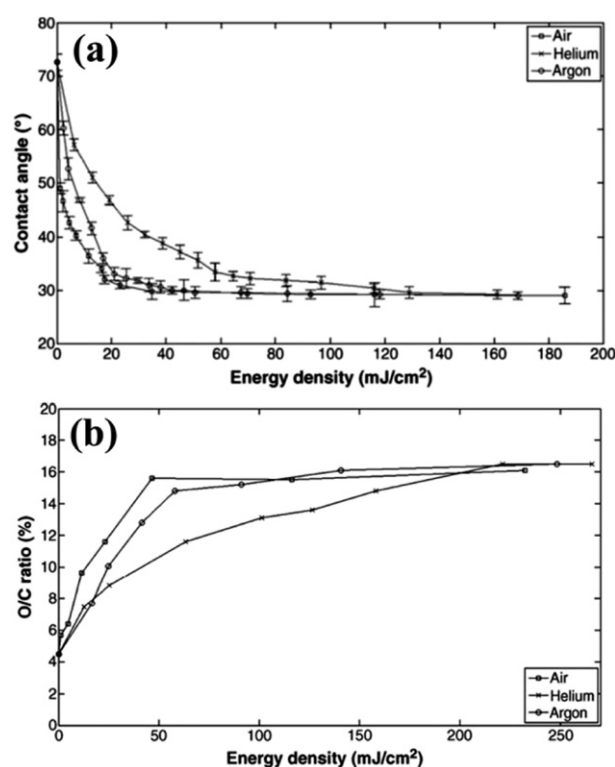 (a)
Air
Helium
Argon
Contact angle (°)
80
70
60
50
40
30
20
0 20 40 60 80 100 120 140 160 180 200
Energy density (mJ/cm²)
(b)
O/C ratio (%)
20
18
16
14
12
10
8
6
4
2
0
Air
Helium
Argon
0 50 100 150 200 250
Energy density (mJ/cm²)